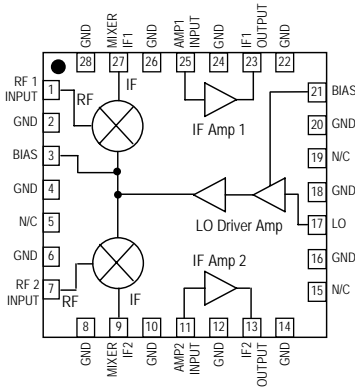 GND
MIXER
IF1
GND
AMP1
INPUT
GND
IF1
OUTPUT
GND
28
27
26
25
24
23
22
RF 1
INPUT
1
RF
IF
IF Amp 1
21
BIAS
GND
2
20
GND
BIAS
3
19
N/C
GND
4
18
GND
N/C
5
LO Driver Amp
17
LO
GND
6
IF Amp 2
16
GND
RF 2
INPUT
7
RF
IF
15
N/C
8
9
10
11
12
13
14
GND
MIXER
IF2
GND
AMP2
INPUT
GND
IF2
OUTPUT
GND